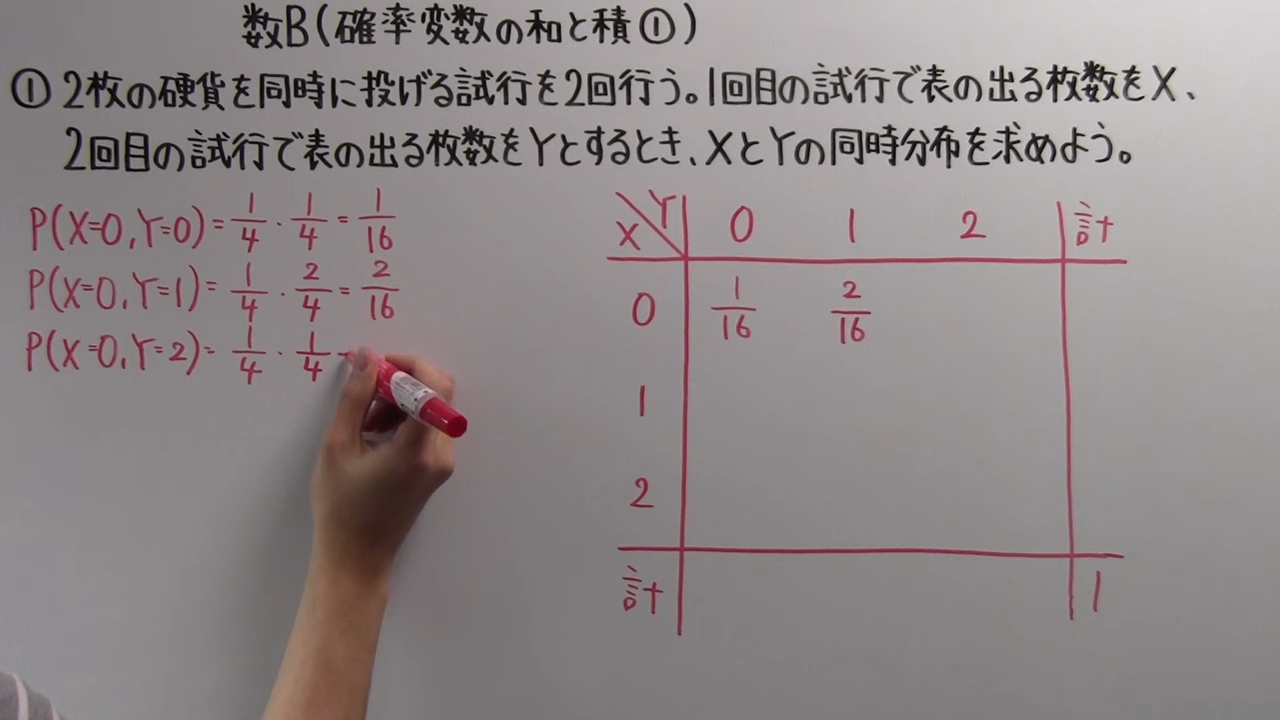 数B(確率変数の和と積①)
① 2枚の硬貨を同時に投げる試行を2回行う。1回目の試行で表の出る枚数をX、
2回目の試行で表の出る枚数をYとするとき、XとYの同時分布を求めよう。
P(X=0,Y=0)=1/4・1/4=1/16
P(X=0,Y=1)=1/4・2/4=2/16
P(X=0,Y=2)=1/4・1/4
X\Y 0 1 2 計
0 1/16 2/16
1
2
計 1